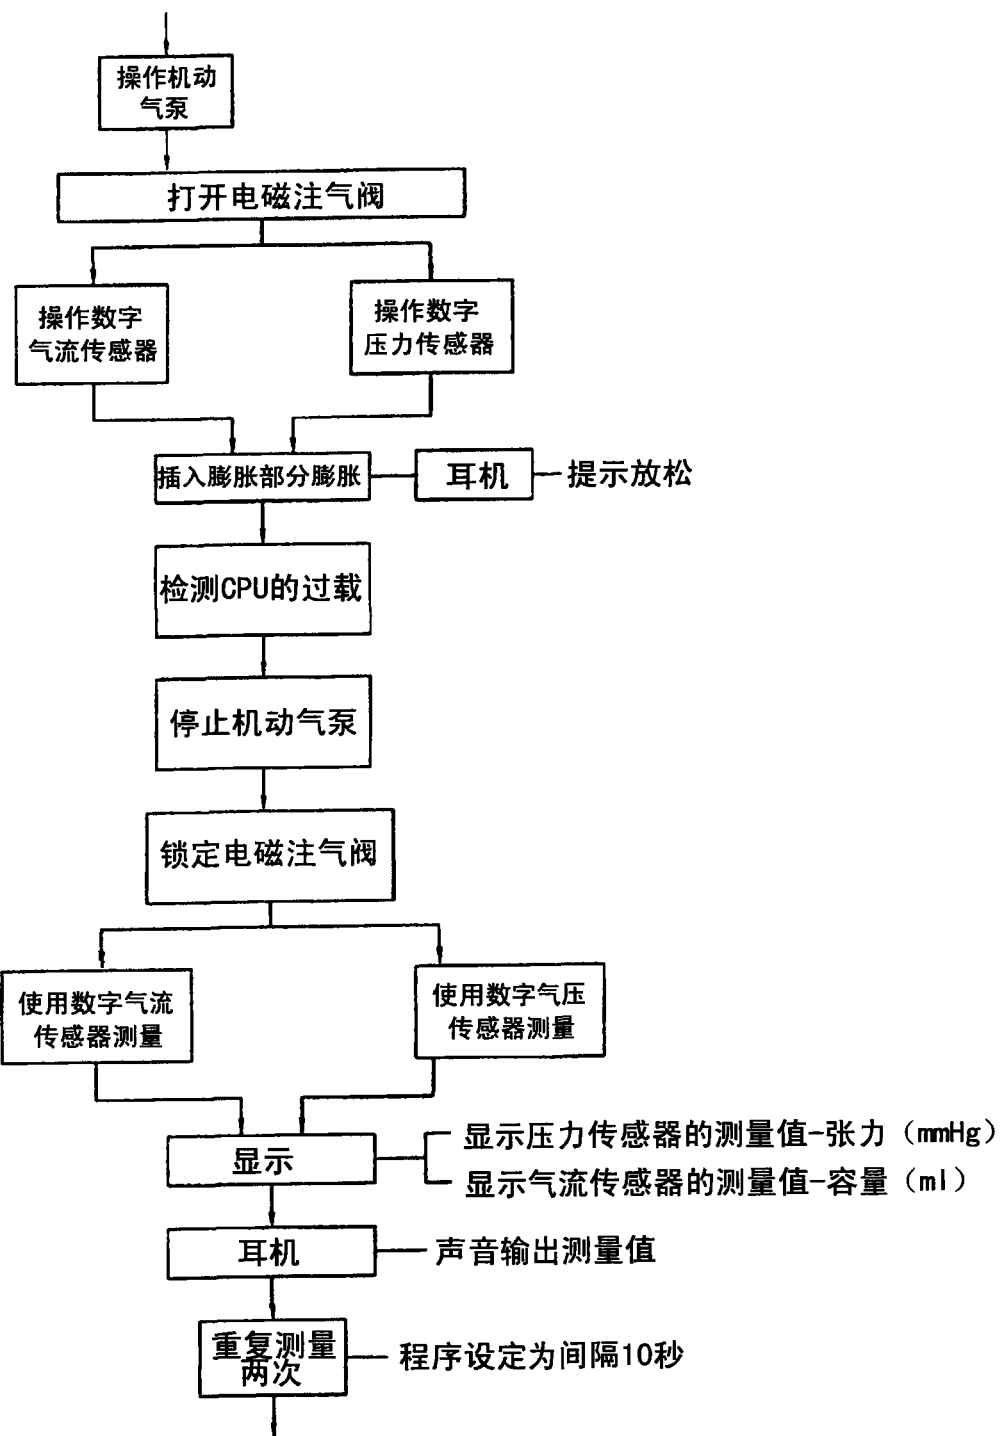 操作机动
气泵
打开电磁注气阀
操作数字
气流传感器
操作数字
压力传感器
插入膨胀部分膨胀
耳机
提示放松
检测CPU的过载
停止机动气泵
锁定电磁注气阀
使用数字气流
传感器测量
使用数字气压
传感器测量
显示
显示压力传感器的测量值-张力（mmHg）
显示气流传感器的测量值-容量（ml）
耳机
声音输出测量值
重复测量
两次
程序设定为间隔10秒